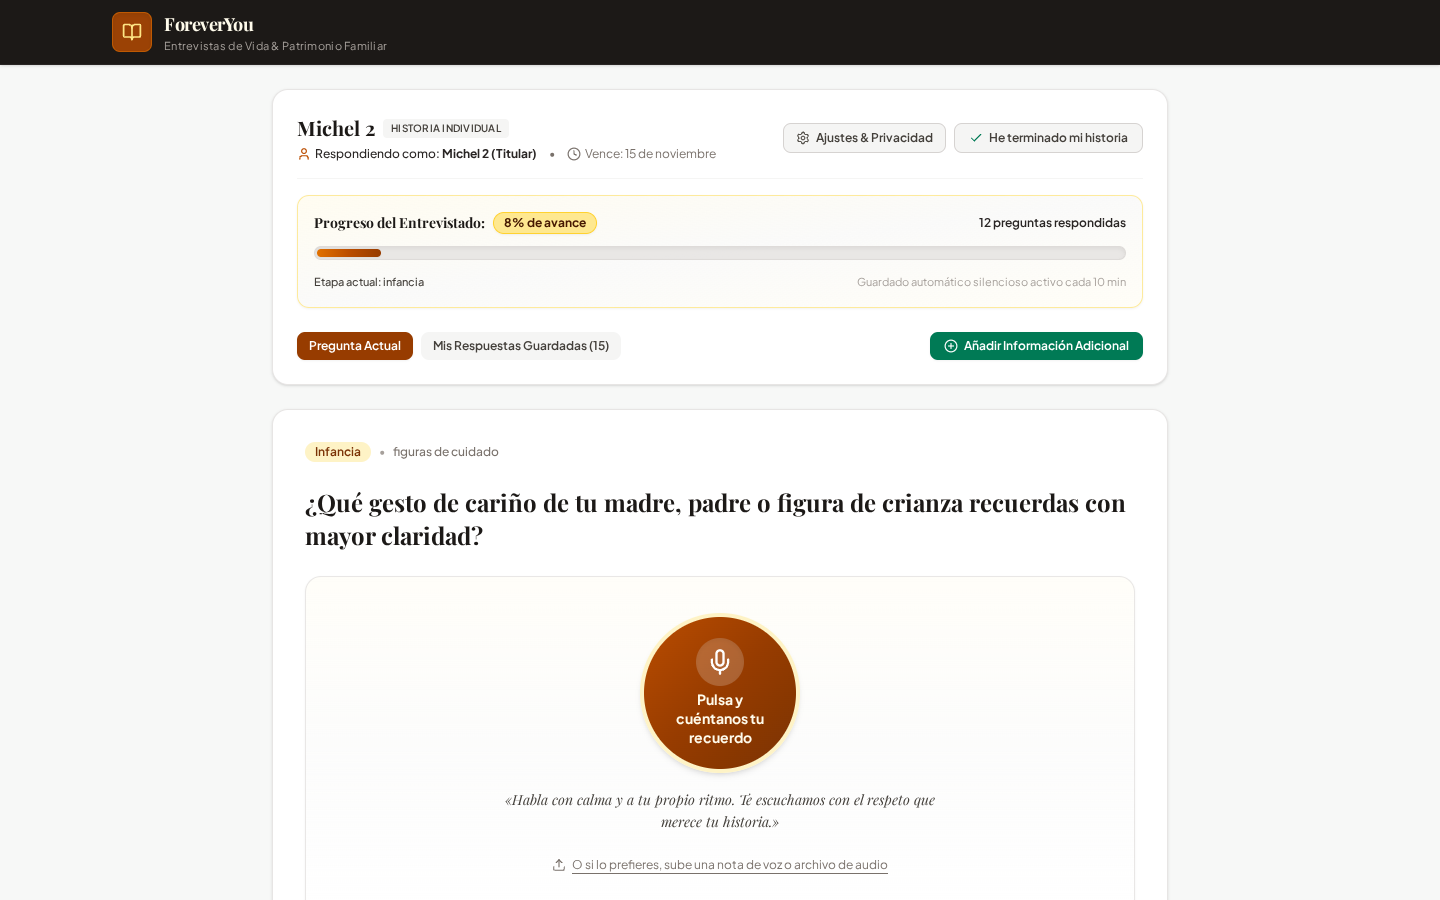 ForeverYou
Entrevistas de Vida & Patrimonio Familiar
Michel 2 HISTORIA INDIVIDUAL
Respondiendo como: Michel 2 (Titular) • Vence: 15 de noviembre
Ajustes & Privacidad
He terminado mi historia
Progreso del Entrevistado: 8% de avance
12 preguntas respondidas
Etapa actual: infancia
Guardado automático silencioso activo cada 10 min
Pregunta Actual
Mis Respuestas Guardadas (15)
Añadir Información Adicional
Infancia • figuras de cuidado
¿Qué gesto de cariño de tu madre, padre o figura de crianza recuerdas con
mayor claridad?
Pulsa y
cuéntanos tu
recuerdo
«Habla con calma y a tu propio ritmo. Te escuchamos con el respeto que
merece tu historia.»
O si lo prefieres, sube una nota de voz o archivo de audio